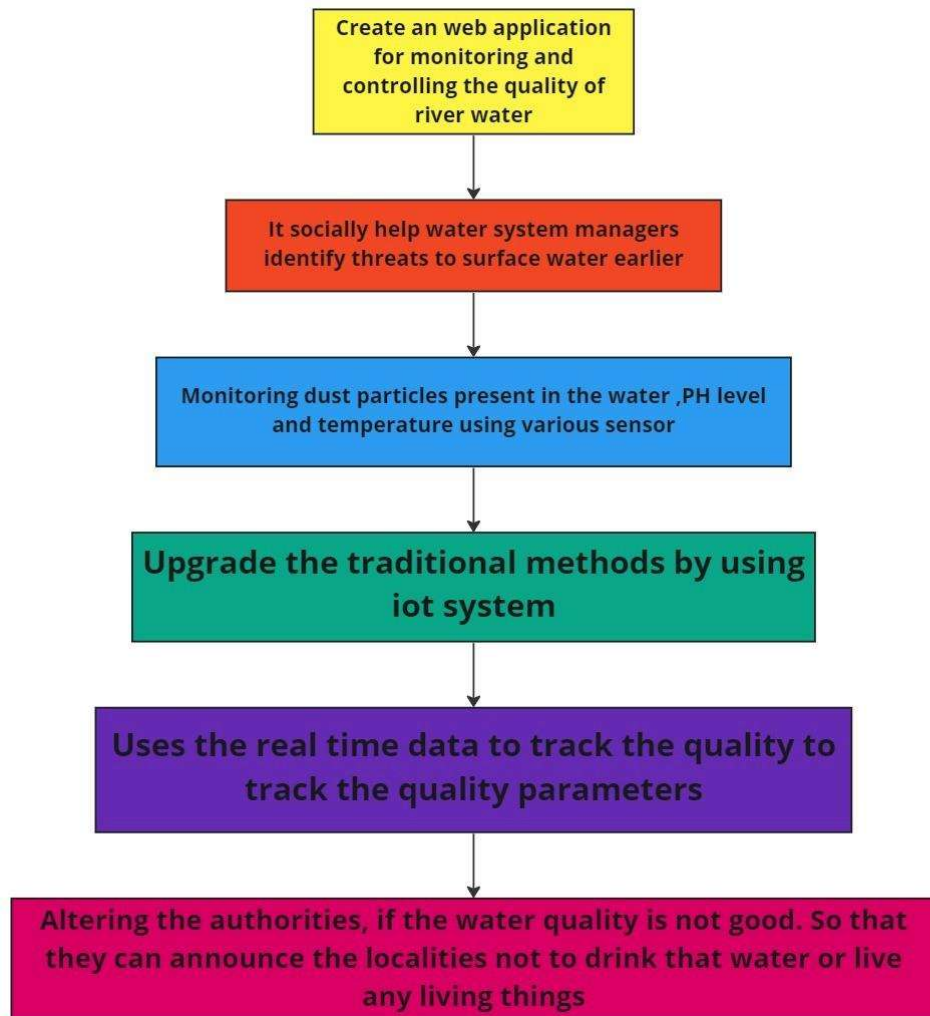 Create an web application
for monitoring and
controlling the quality of
river water
It socially help water system managers
identify threats to surface water earlier
Monitoring dust particles present in the water ,PH level
and temperature using various sensor
Upgrade the traditional methods by using
iot system
Uses the real time data to track the quality to
track the quality parameters
Altering the authorities, if the water quality is not good. So that
they can announce the localities not to drink that water or live
any living things